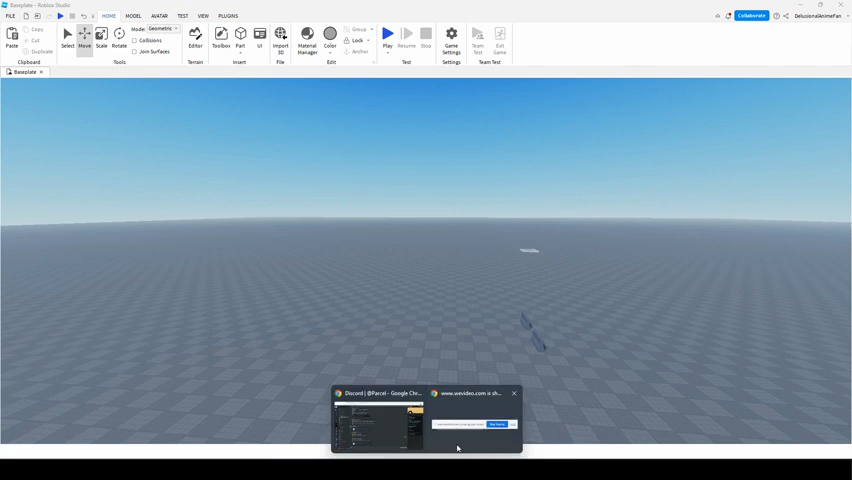 Baseplate - Roblox Studio
FILE HOME MODEL AVATAR TEST VIEW PLUGINS
Collaborate
DelusionalAnimeFan
Paste
Copy
Cut
Duplicate
Clipboard
Select Move Scale Rotate
Mode: Geometric
Collisions
Join Surfaces
Tools
Editor
Terrain
Toolbox Part UI
Insert
Import 3D
File
Material Manager
Color
Group
Lock
Anchor
Edit
Play Resume Stop
Test
Game Settings
Settings
Team Test
Exit Game
Team Test
Baseplate
Discord | @Parcel - Google Chr...
www.wevideo.com is sh...